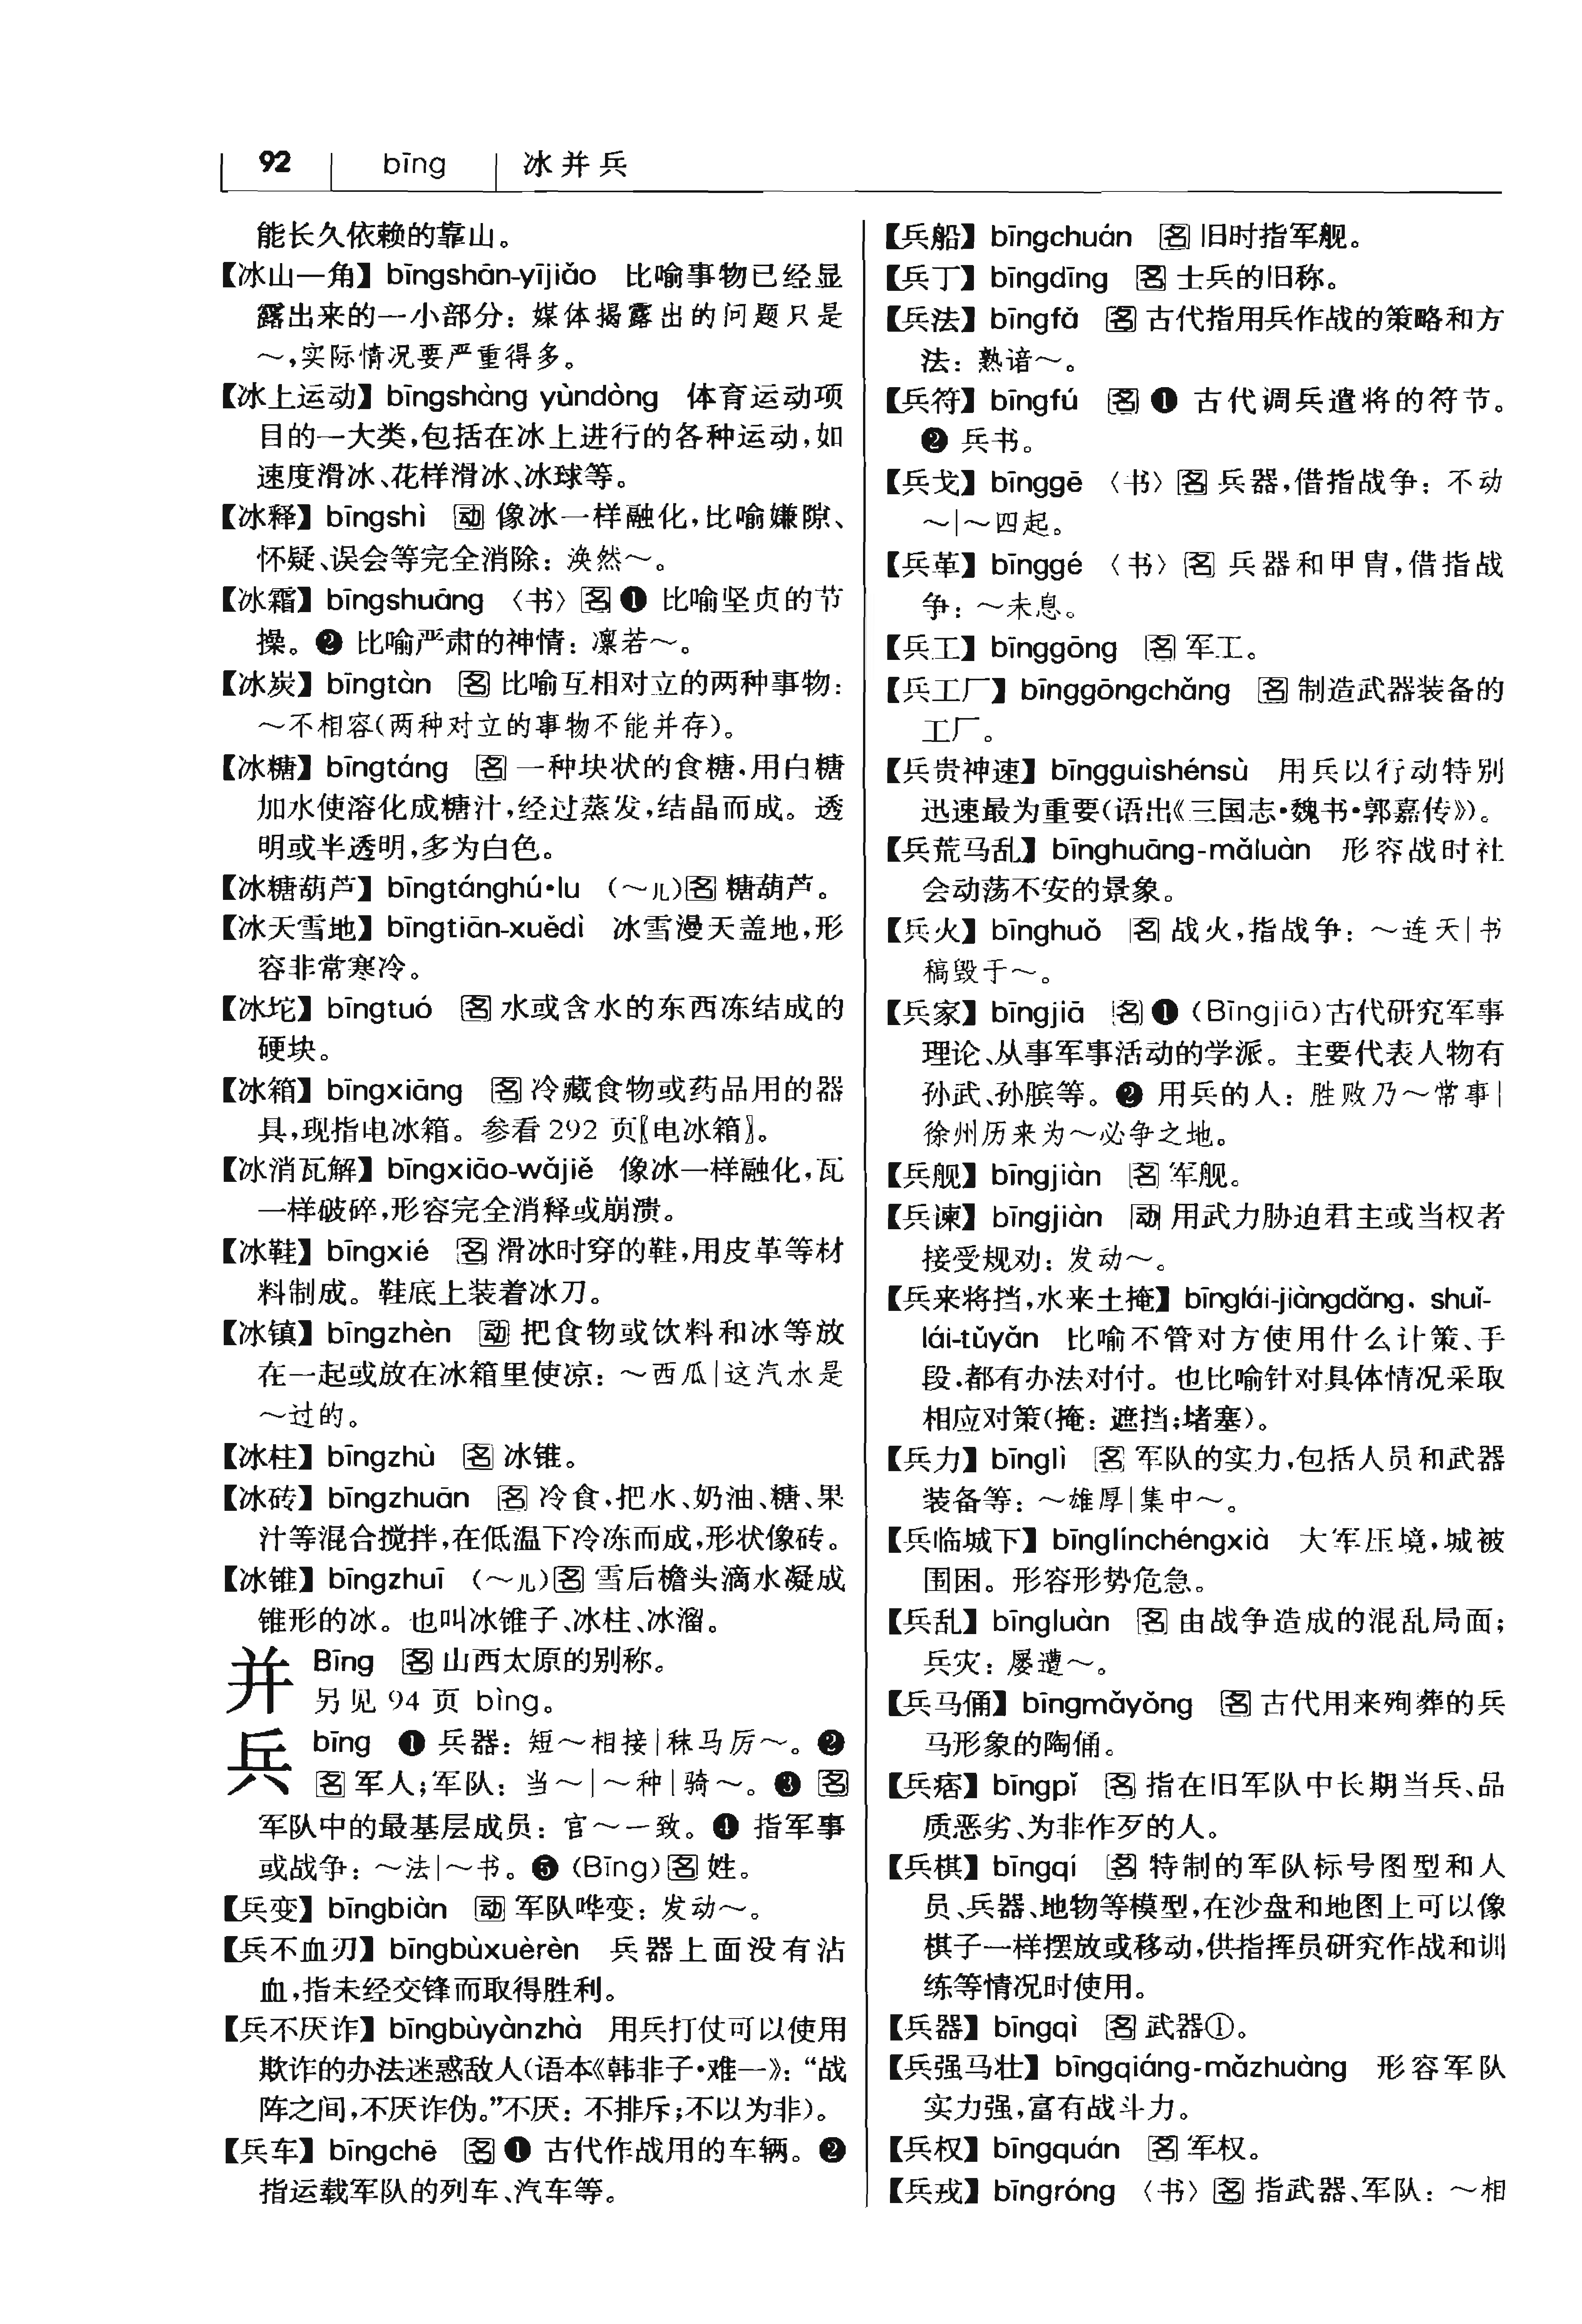 92 bīng 冰并兵
能长久依赖的靠山。
【冰山一角】bīngshān-yījiǎo 比喻事物已经显
露出来的一小部分：媒体揭露出的问题只是
～，实际情况要严重得多。
【冰上运动】bīngshàng yùndòng 体育运动项
目的一大类，包括在冰上进行的各种运动，如
速度滑冰、花样滑冰、冰球等。
【冰释】bīngshì 动 像冰一样融化，比喻嫌隙、
怀疑、误会等完全消除：涣然～。
【冰霜】bīngshuāng 〈书〉名❶ 比喻坚贞的节
操。❷ 比喻严肃的神情：凛若～。
【冰炭】bīngtàn 名 比喻互相对立的两种事物：
～不相容（两种对立的事物不能并存）。
【冰糖】bīngtáng 名 一种块状的食糖，用白糖
加水使溶化成糖汁，经过蒸发，结晶而成。透
明或半透明，多为白色。
【冰糖葫芦】bīngtánghú•lu （～儿）名 糖葫芦。
【冰天雪地】bīngtiān-xuědì 冰雪漫天盖地，形
容非常寒冷。
【冰坨】bīngtuó 名 水或含水的东西冻结成的
硬块。
【冰箱】bīngxiāng 名 冷藏食物或药品用的器
具，现指电冰箱。参看 292 页〖电冰箱〗。
【冰消瓦解】bīngxiāo-wǎjiě 像冰一样融化，瓦
一样破碎，形容完全消释或崩溃。
【冰鞋】bīngxié 名 滑冰时穿的鞋，用皮革等材
料制成。鞋底上装着冰刀。
【冰镇】bīngzhèn 动 把食物或饮料和冰等放
在一起或放在冰箱里使凉：～西瓜|这汽水是
～过的。
【冰柱】bīngzhù 名 冰锥。
【冰砖】bīngzhuān 名 冷食，把水、奶油、糖、果
汁等混合搅拌，在低温下冷冻而成，形状像砖。
【冰锥】bīngzhuī （～儿）名 雪后檐头滴水凝成
锥形的冰。也叫冰锥子、冰柱、冰溜。
并 Bīng 名 山西太原的别称。
另见 94 页 bìng。
兵 bīng ❶ 兵器：短～相接|秣马厉～。❷
名 军人；军队：当～|～种|骑～。❸ 名
军队中的最基层成员：官～一致。❹ 指军事
或战争：～法|～书。❺（Bīng）名 姓。
【兵变】bīngbiàn 动 军队哗变：发动～。
【兵不血刃】bīngbùxuèrèn 兵器上面没有沾
血，指未经交锋而取得胜利。
【兵不厌诈】bīngbùyànzhà 用兵打仗可以使用
欺诈的办法迷惑敌人（语本《韩非子•难一》：“战
阵之间，不厌诈伪。”不厌：不排斥；不以为非）。
【兵车】bīngchē 名❶ 古代作战用的车辆。❷
指运载军队的列车、汽车等。
【兵船】bīngchuán 名 旧时指军舰。
【兵丁】bīngdīng 名 士兵的旧称。
【兵法】bīngfǎ 名 古代指用兵作战的策略和方
法：熟谙～。
【兵符】bīngfú 名❶ 古代调兵遣将的符节。
❷ 兵书。
【兵戈】bīnggē 〈书〉名 兵器，借指战争：不动
～|～四起。
【兵革】bīnggé 〈书〉名 兵器和甲胄，借指战
争：～未息。
【兵工】bīnggōng 名 军工。
【兵工厂】bīnggōngchǎng 名 制造武器装备的
工厂。
【兵贵神速】bīngguìshénsù 用兵以行动特别
迅速最为重要（语出《三国志•魏书•郭嘉传》）。
【兵荒马乱】bīnghuāng-mǎluàn 形容战时社
会动荡不安的景象。
【兵火】bīnghuǒ 名 战火，指战争：～连天|书
稿毁于～。
【兵家】bīngjiā 名❶（Bīngjiā）古代研究军事
理论、从事军事活动的学派。主要代表人物有
孙武、孙膑等。❷ 用兵的人：胜败乃～常事|
徐州历来为～必争之地。
【兵舰】bīngjiàn 名 军舰。
【兵谏】bīngjiàn 动 用武力胁迫君主或当权者
接受规劝：发动～。
【兵来将挡，水来土掩】bīnglái-jiàngdǎng，shuǐ-
lái-tǔyǎn 比喻不管对方使用什么计策、手
段，都有办法对付。也比喻针对具体情况采取
相应对策（掩：遮挡；堵塞）。
【兵力】bīnglì 名 军队的实力，包括人员和武器
装备等：～雄厚|集中～。
【兵临城下】bīnglínchéngxià 大军压境，城被
围困。形容形势危急。
【兵乱】bīngluàn 名 由战争造成的混乱局面；
兵灾：屡遭～。
【兵马俑】bīngmǎyǒng 名 古代用来殉葬的兵
马形象的陶俑。
【兵痞】bīngpǐ 名 指在旧军队中长期当兵、品
质恶劣、为非作歹的人。
【兵棋】bīngqí 名 特制的军队标号图型和人
员、兵器、地物等模型，在沙盘和地图上可以像
棋子一样摆放或移动，供指挥员研究作战和训
练等情况时使用。
【兵器】bīngqì 名 武器①。
【兵强马壮】bīngqiáng-mǎzhuàng 形容军队
实力强，富有战斗力。
【兵权】bīngquán 名 军权。
【兵戎】bīngróng 〈书〉名 指武器、军队：～相